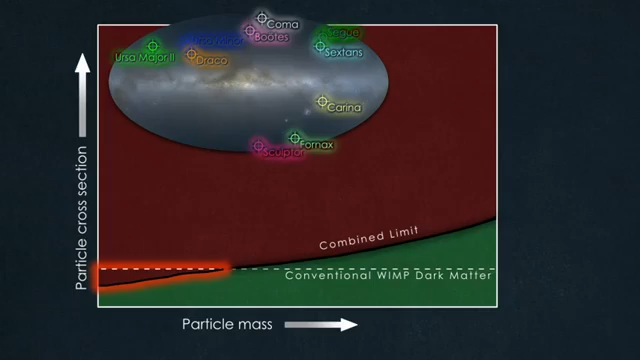 Coma
Bootes
Segue
Ursa Major II
Sextans
Draco
Carina
Fornax
Sculptor
Combined Limit
Conventional WIMP Dark Matter
Particle cross section
Particle mass